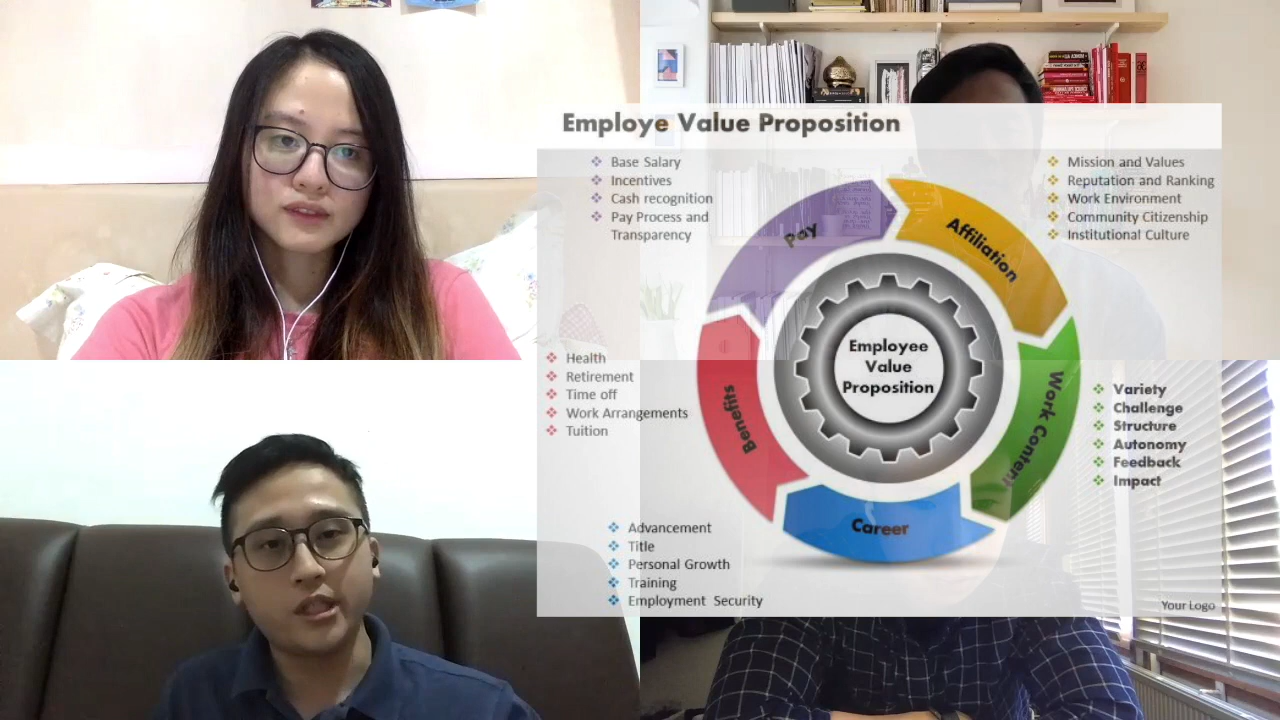 Employe Value Proposition
Base Salary
Incentives
Cash recognition
Pay Process and
Transparency
Mission and Values
Reputation and Ranking
Work Environment
Community Citizenship
Institutional Culture
Pay
Affiliation
Employee
Value
Proposition
Health
Retirement
Time off
Work Arrangements
Tuition
Benefits
Work Content
Variety
Challenge
Structure
Autonomy
Feedback
Impact
Career
Advancement
Title
Personal Growth
Training
Employment Security
Your Logo